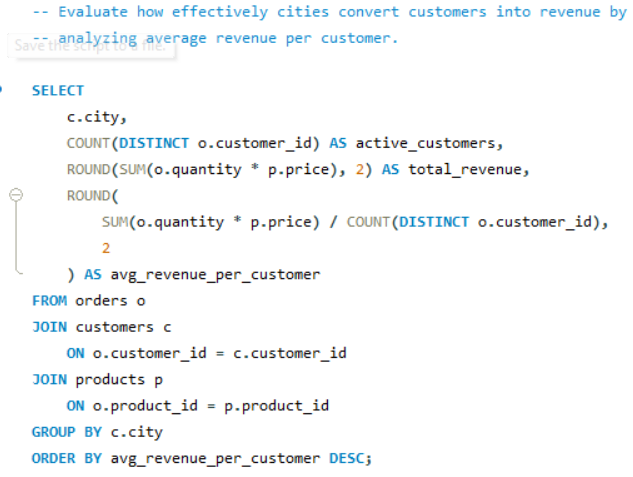 -- Evaluate how effectively cities convert customers into revenue by
-- analyzing average revenue per customer.
Save the script to a file.
SELECT
c.city,
COUNT(DISTINCT o.customer_id) AS active_customers,
ROUND(SUM(o.quantity * p.price), 2) AS total_revenue,
ROUND(
SUM(o.quantity * p.price) / COUNT(DISTINCT o.customer_id),
2
) AS avg_revenue_per_customer
FROM orders o
JOIN customers c
ON o.customer_id = c.customer_id
JOIN products p
ON o.product_id = p.product_id
GROUP BY c.city
ORDER BY avg_revenue_per_customer DESC;